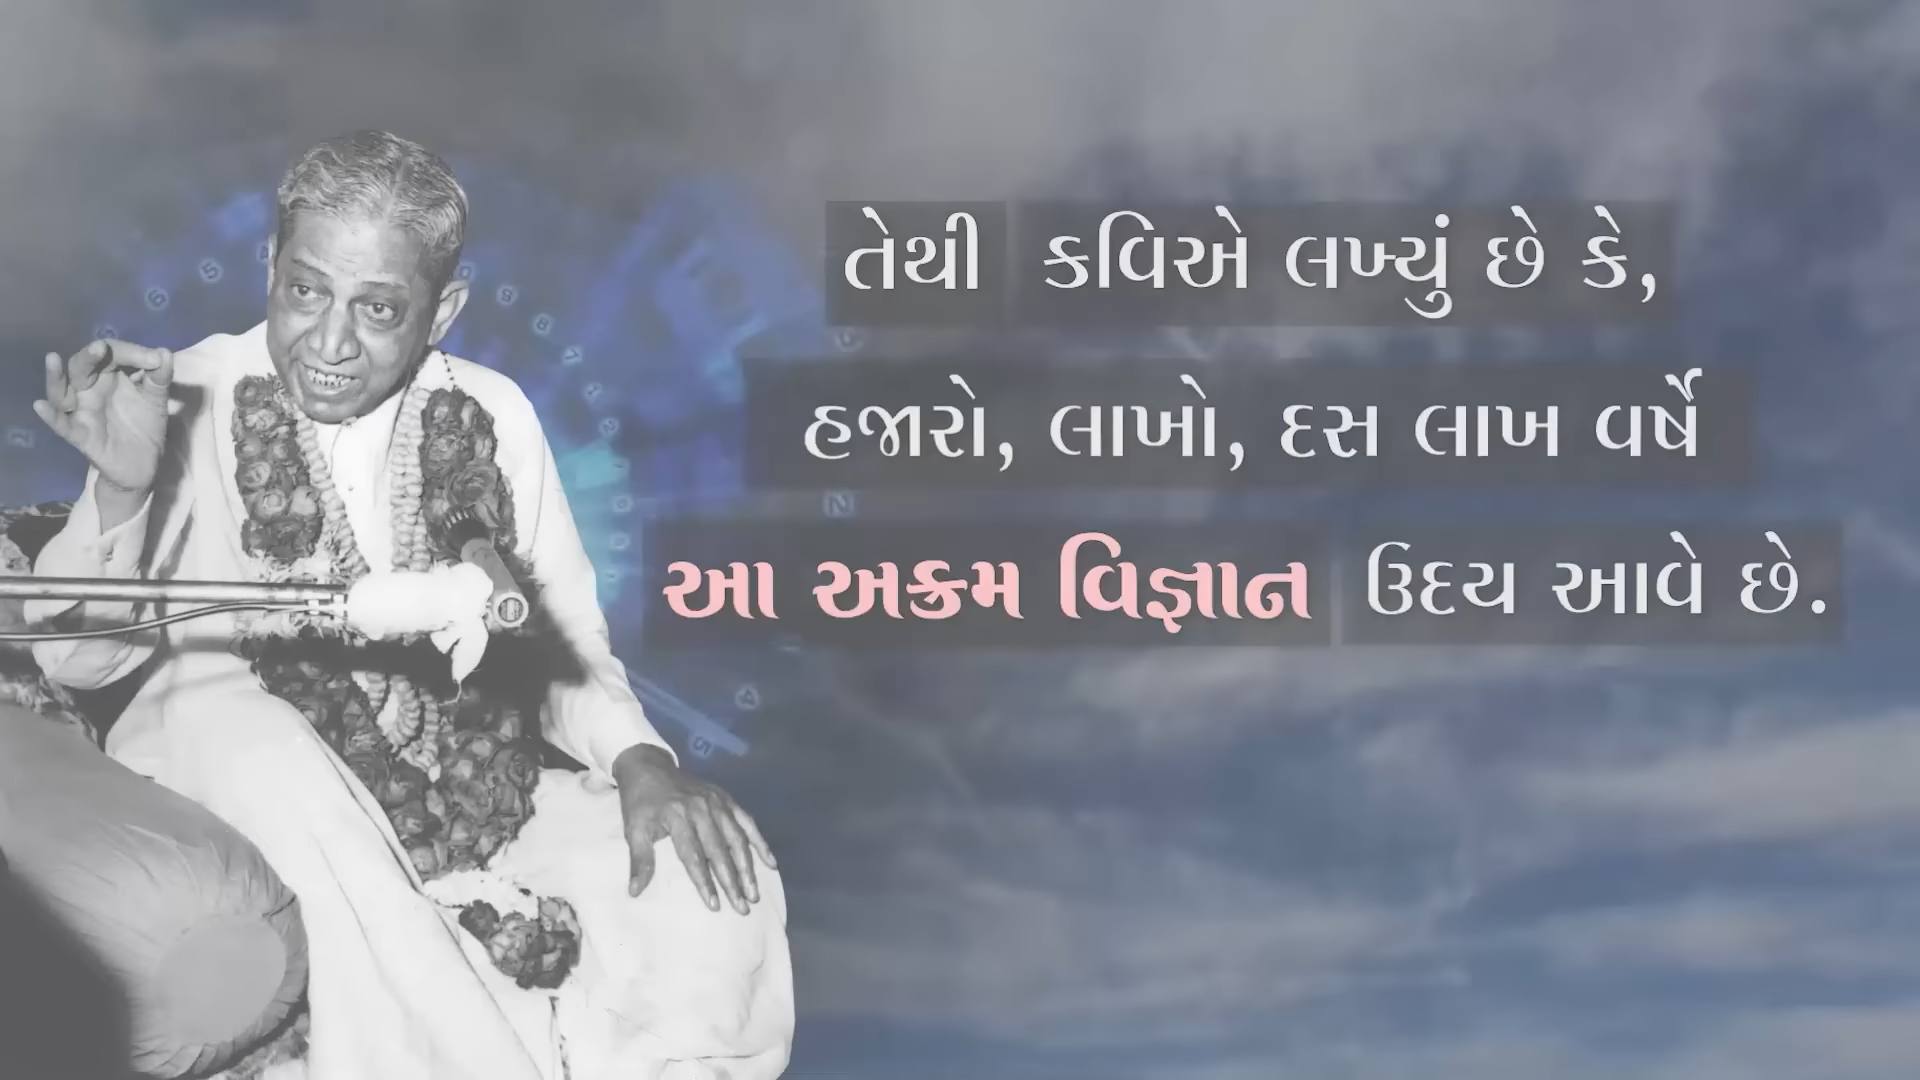 તેથી કવિએ લખ્યું છે કે,
હજારો, લાખો, દસ લાખ વર્ષે
આ અક્રમ વિજ્ઞાન ઉદય આવે છે.